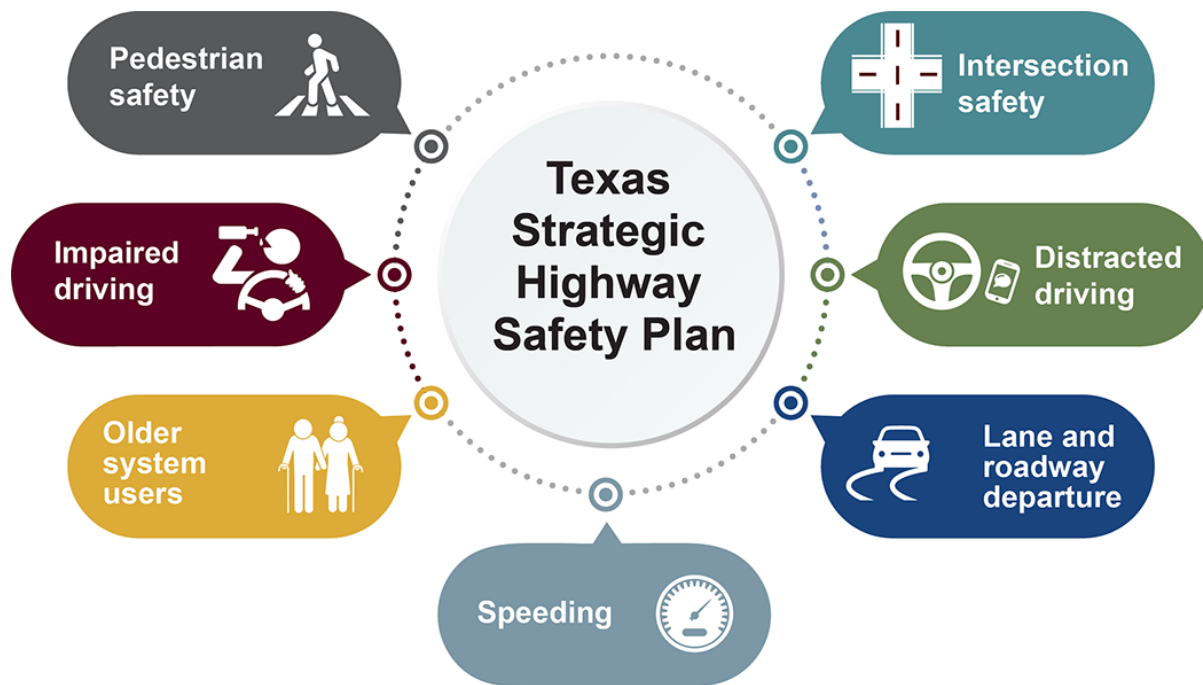 Pedestrian
safety
Intersection
safety
Texas
Strategic
Highway
Safety Plan
Impaired
driving
Distracted
driving
Older
system
users
Lane and
roadway
departure
Speeding